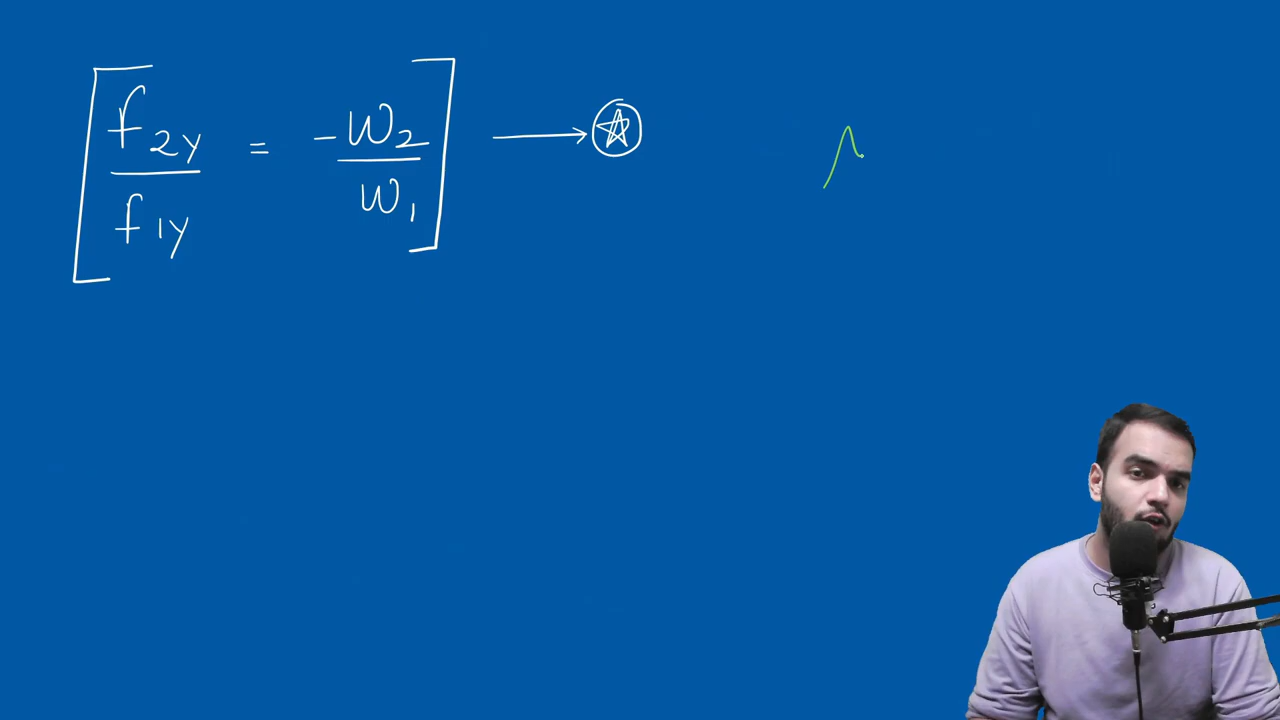 f₂y / f₁y = -W₂ / W₁ → ☆